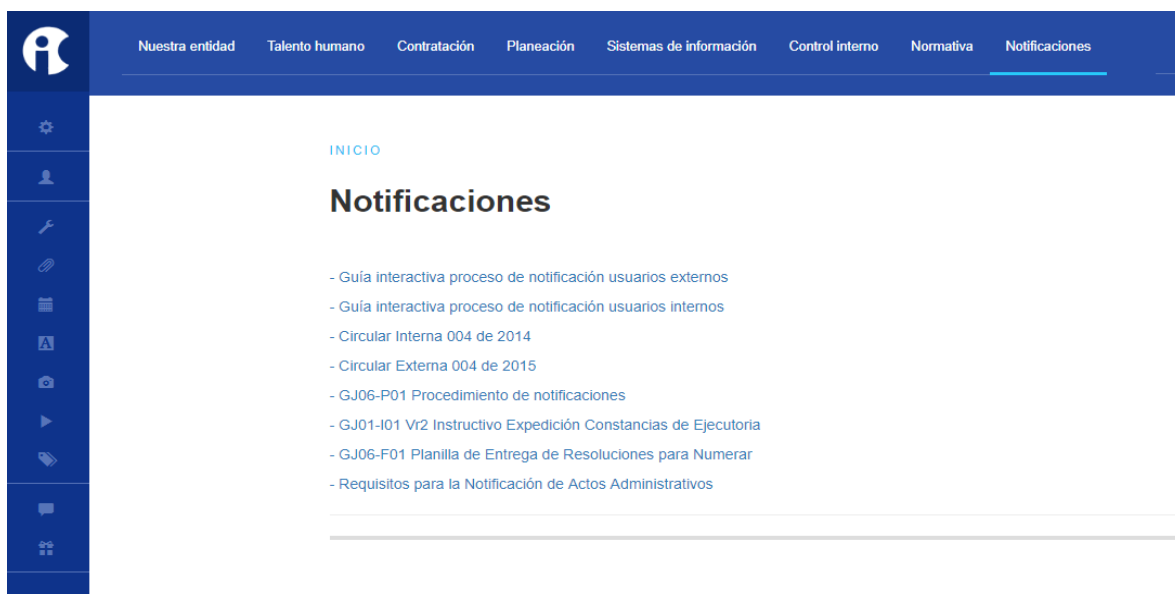 Nuestra entidad Talento humano Contratación Planeación Sistemas de información Control interno Normativa Notificaciones
INICIO
Notificaciones
- Guía interactiva proceso de notificación usuarios externos
- Guía interactiva proceso de notificación usuarios internos
- Circular Interna 004 de 2014
- Circular Externa 004 de 2015
- GJ06-P01 Procedimiento de notificaciones
- GJ01-I01 Vr2 Instructivo Expedición Constancias de Ejecutoria
- GJ06-F01 Planilla de Entrega de Resoluciones para Numerar
- Requisitos para la Notificación de Actos Administrativos